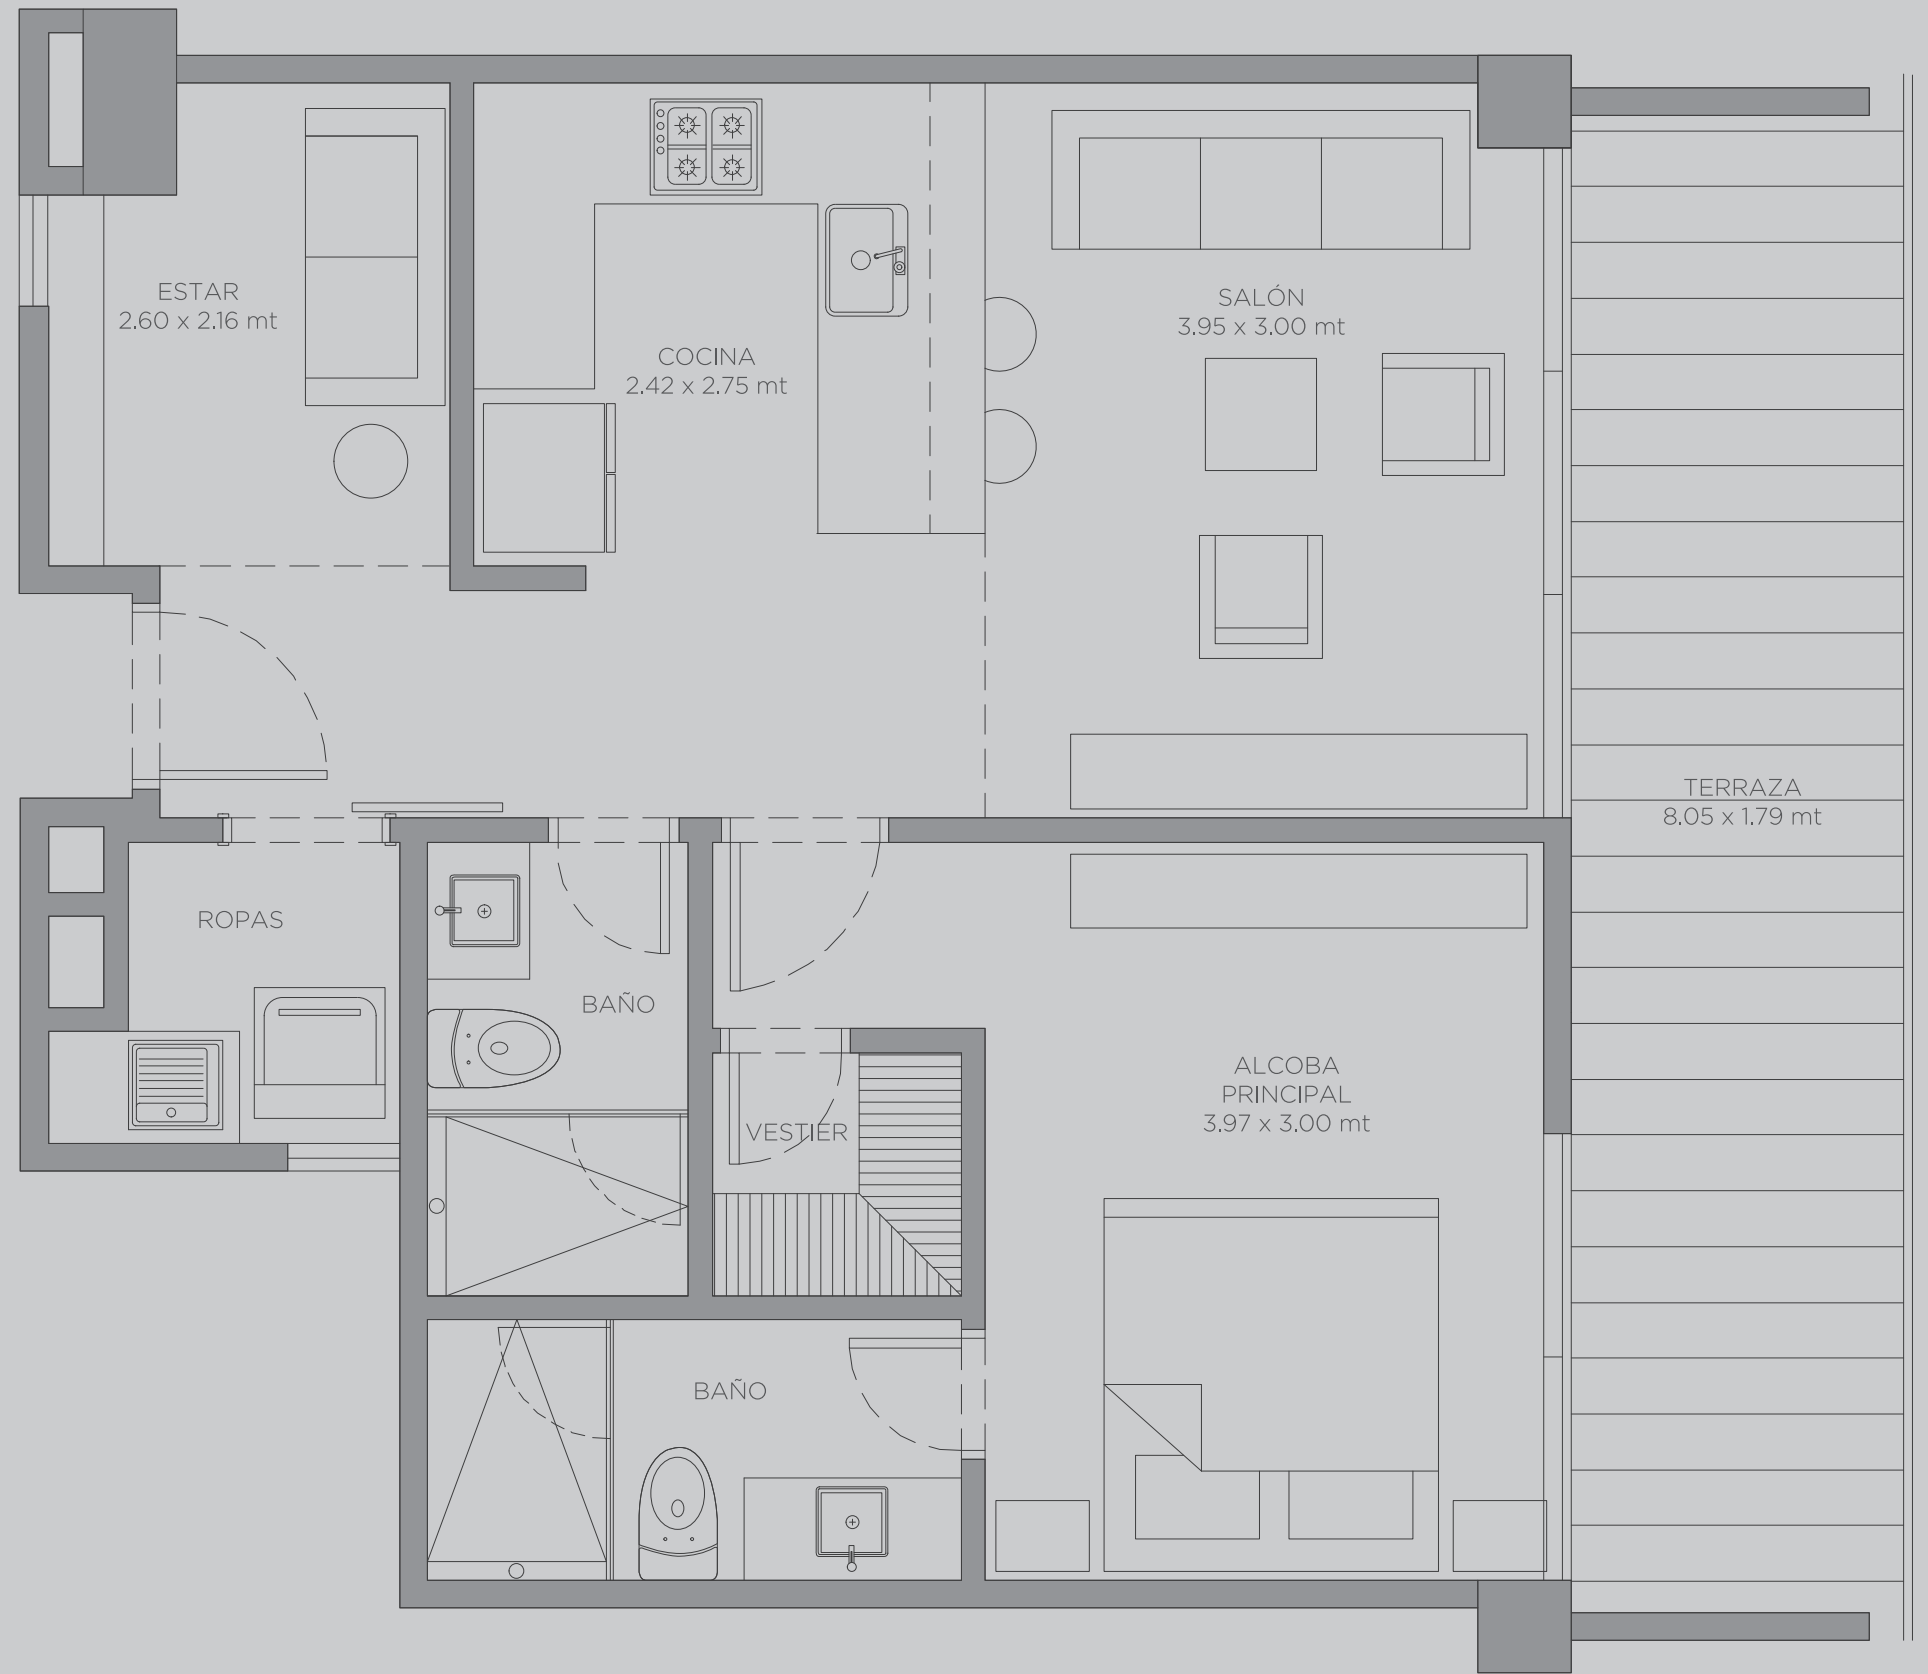 ESTAR
2.60 x 2.16 mt
COCINA
2.42 x 2.75 mt
SALÓN
3.95 x 3.00 mt
TERRAZA
8.05 x 1.79 mt
ROPAS
BAÑO
VESTIER
ALCOBA
PRINCIPAL
3.97 x 3.00 mt
BAÑO